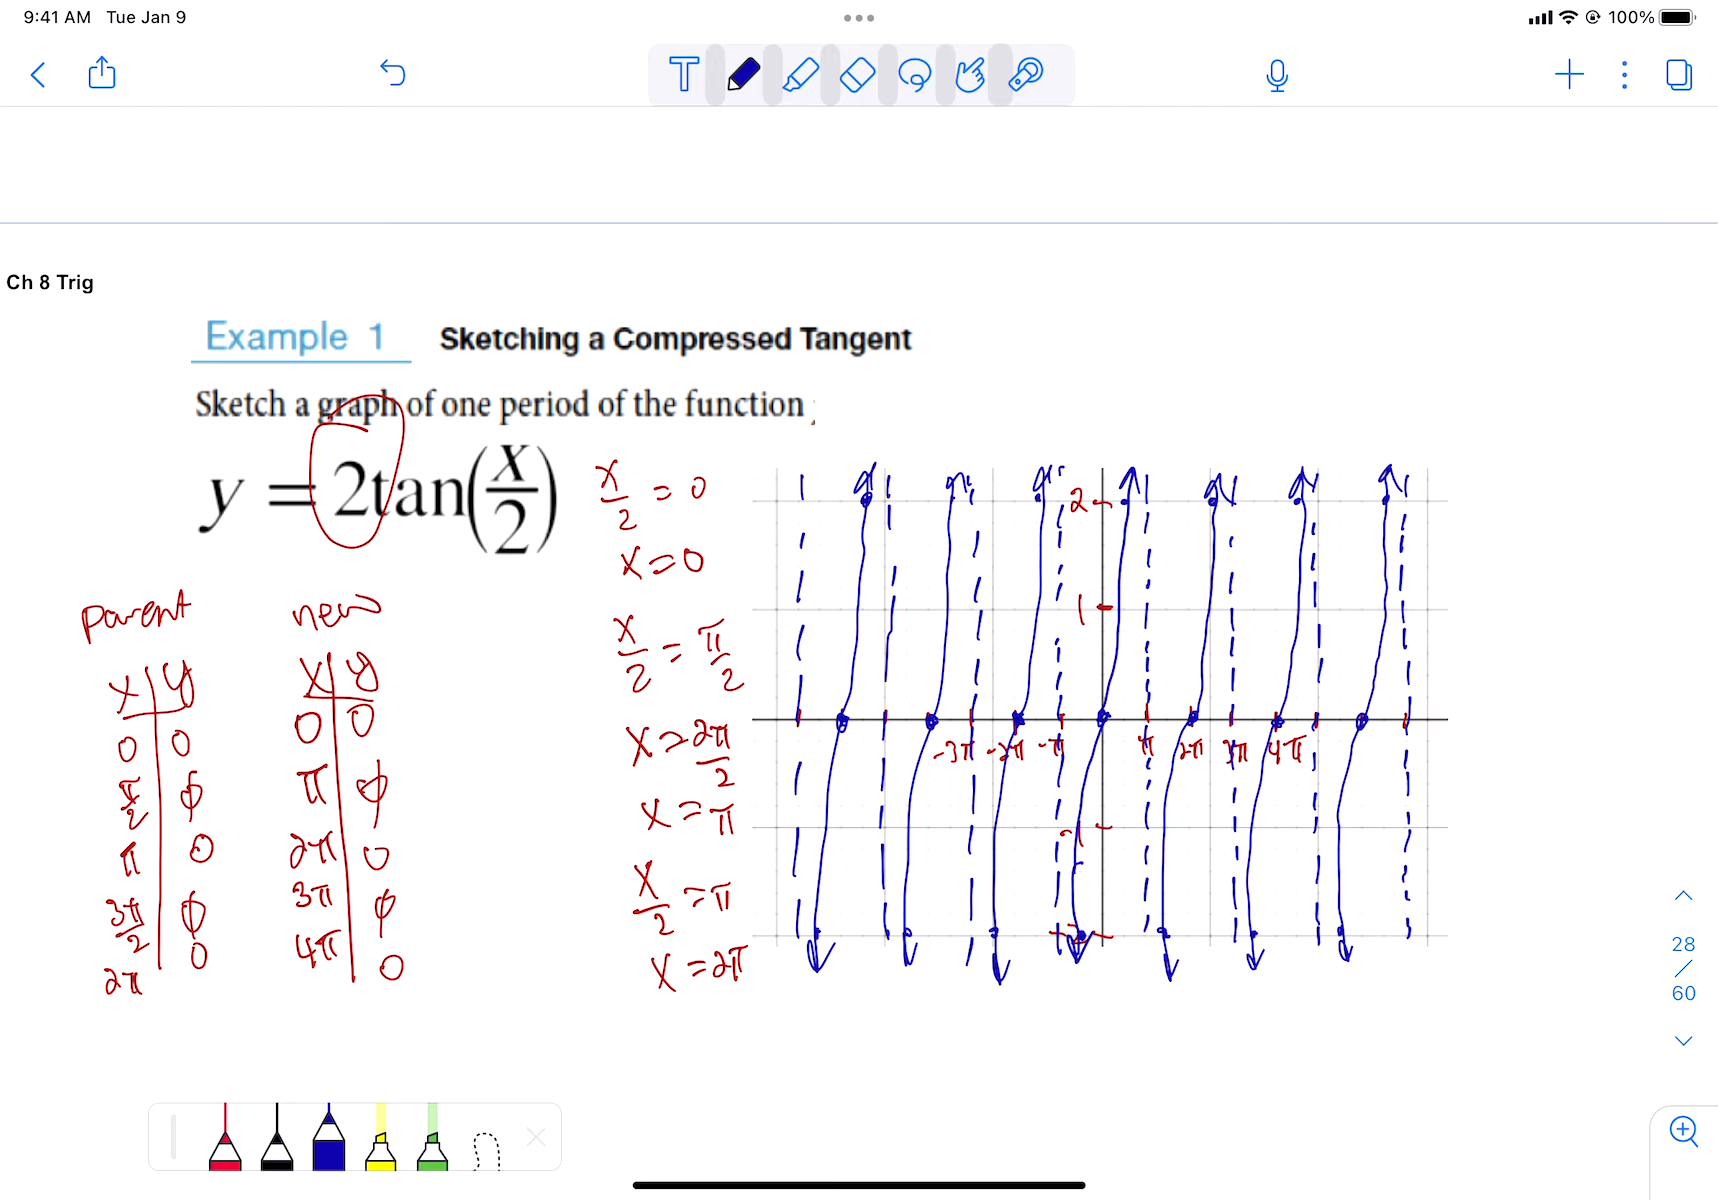 9:41 AM Tue Jan 9
100%
T
Ch 8 Trig
Example 1 Sketching a Compressed Tangent
Sketch a graph of one period of the function
y = 2tan(x/2)
x/2 = 0
x = 0
x/2 = π/2
x = 2π/2
x = π
x/2 = π
x = 2π
parent
x | y
0 | 0
π/2 | ϕ
π | 0
3π/2 | ϕ
2π | 0
new
x | y
0 | 0
π | ϕ
2π | 0
3π | ϕ
4π | 0
2
1
-3π -2π -π π 2π 3π 4π
-1
-2
28
/
60